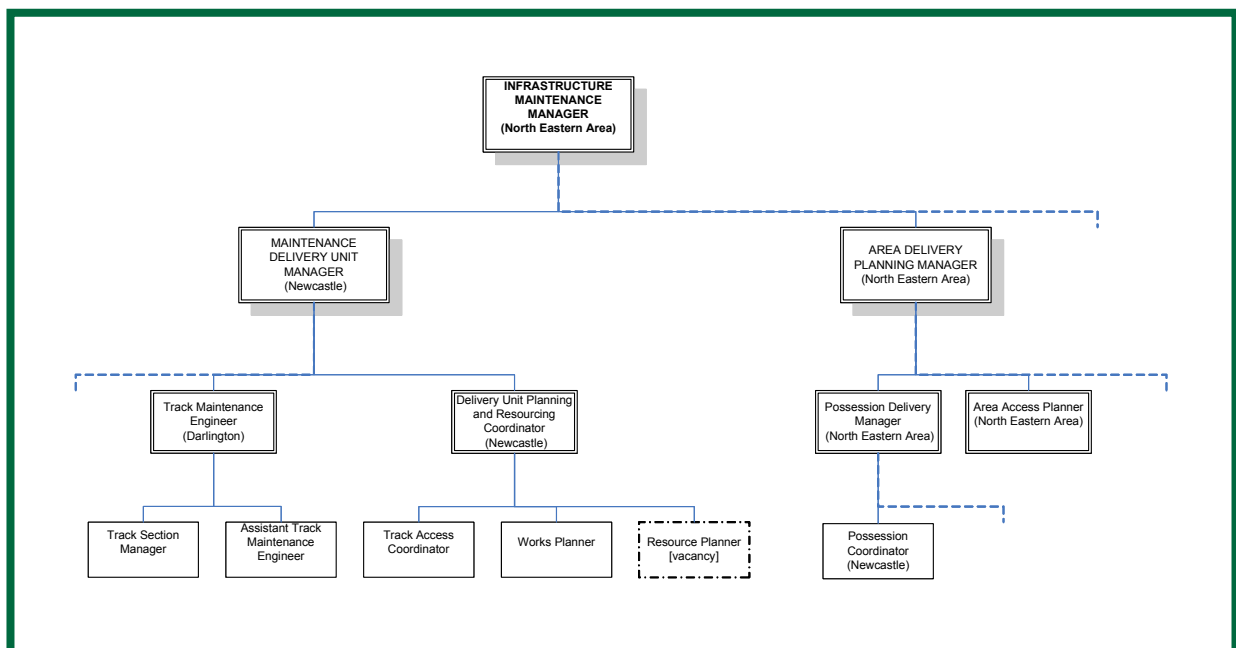 INFRASTRUCTURE
MAINTENANCE
MANAGER
(North Eastern Area)
MAINTENANCE
DELIVERY UNIT
MANAGER
(Newcastle)
AREA DELIVERY
PLANNING MANAGER
(North Eastern Area)
Track Maintenance
Engineer
(Darlington)
Delivery Unit Planning
and Resourcing
Coordinator
(Newcastle)
Possession Delivery
Manager
(North Eastern Area)
Area Access Planner
(North Eastern Area)
Track Section
Manager
Assistant Track
Maintenance
Engineer
Track Access
Coordinator
Works Planner
Resource Planner
[vacancy]
Possession
Coordinator
(Newcastle)